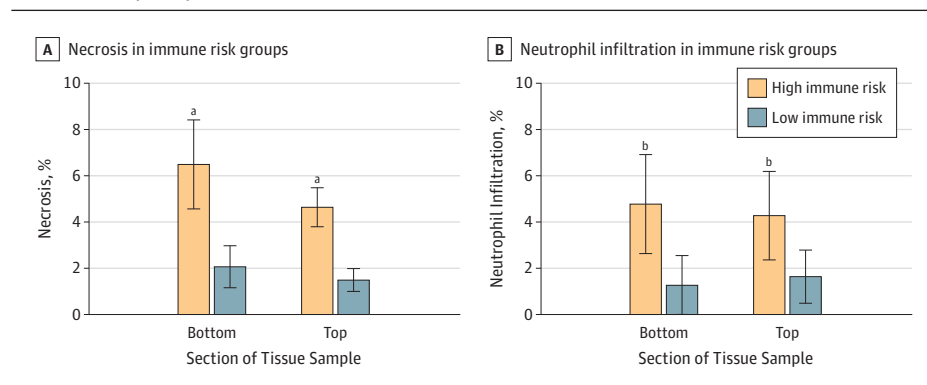 A Necrosis in immune risk groups
10
8
6
4
2
0
Necrosis, %
a
a
Bottom
Top
Section of Tissue Sample
B Neutrophil infiltration in immune risk groups
10
8
6
4
2
0
Neutrophil Infiltration, %
High immune risk
Low immune risk
b
b
Bottom
Top
Section of Tissue Sample